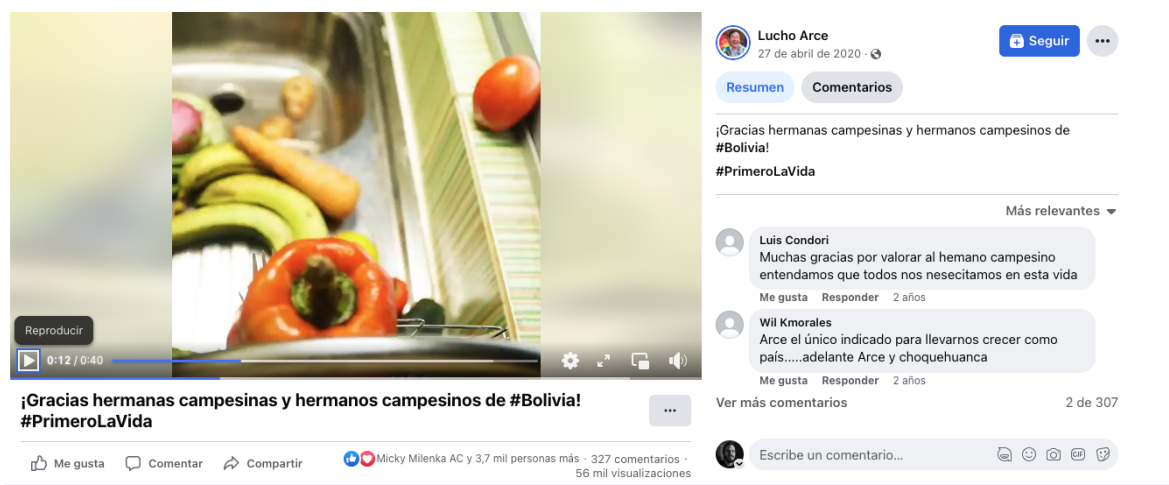 Reproducir
0:12 / 0:40
¡Gracias hermanas campesinas y hermanos campesinos de #Bolivia!
#PrimeroLaVida
Me gusta Comentar Compartir
Micky Milenka AC y 3,7 mil personas más · 327 comentarios ·
56 mil visualizaciones
Lucho Arce
27 de abril de 2020 ·
Seguir
Resumen Comentarios
¡Gracias hermanas campesinas y hermanos campesinos de
#Bolivia!
#PrimeroLaVida
Más relevantes
Luis Condori
Muchas gracias por valorar al hemano campesino
entendamos que todos nos nesecitamos en esta vida
Me gusta Responder 2 años
Wil Kmorales
Arce el único indicado para llevarnos crecer como
país.....adelante Arce y choquehuanca
Me gusta Responder 2 años
Ver más comentarios 2 de 307
Escribe un comentario...
GIF